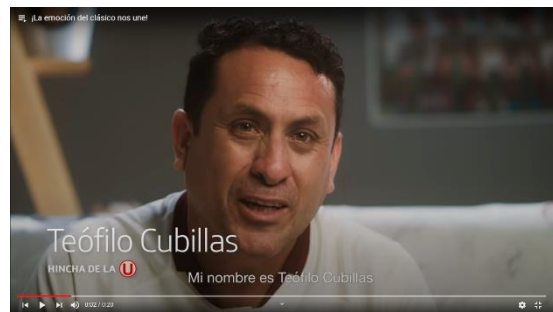 ¡La emoción del clásico nos une!
Teófilo Cubillas
HINCHA DE LA U
Mi nombre es Teófilo Cubillas
0:02 / 0:29